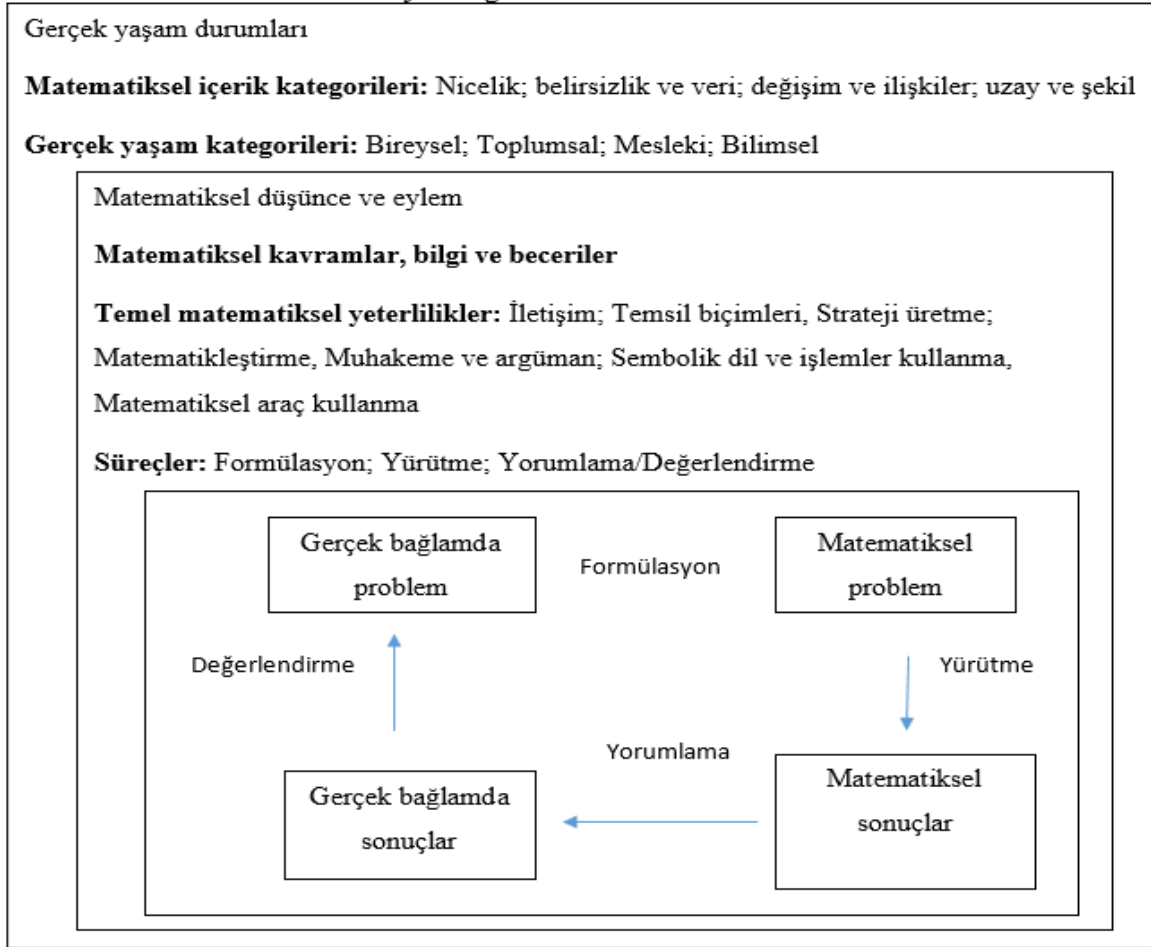 Gerçek yaşam durumları
Matematiksel içerik kategorileri: Nicelik; belirsizlik ve veri; değişim ve ilişkiler; uzay ve şekil
Gerçek yaşam kategorileri: Bireysel; Toplumsal; Mesleki; Bilimsel
Matematiksel düşünce ve eylem
Matematiksel kavramlar, bilgi ve beceriler
Temel matematiksel yeterlilikler: İletişim; Temsil biçimleri, Strateji üretme;
Matematikleştirme, Muhakeme ve argüman; Sembolik dil ve işlemler kullanma,
Matematiksel araç kullanma
Süreçler: Formülasyon; Yürütme; Yorumlama/Değerlendirme
Gerçek bağlamda
problem
Formülasyon
Matematiksel
problem
Değerlendirme
Yürütme
Yorumlama
Gerçek bağlamda
sonuçlar
Matematiksel
sonuçlar